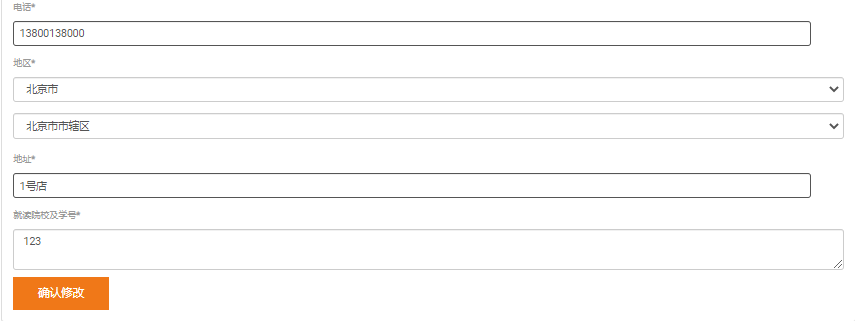 电话*
13800138000
地区*
北京市
北京市市辖区
地址*
1号店
就读院校及学号*
123
确认修改